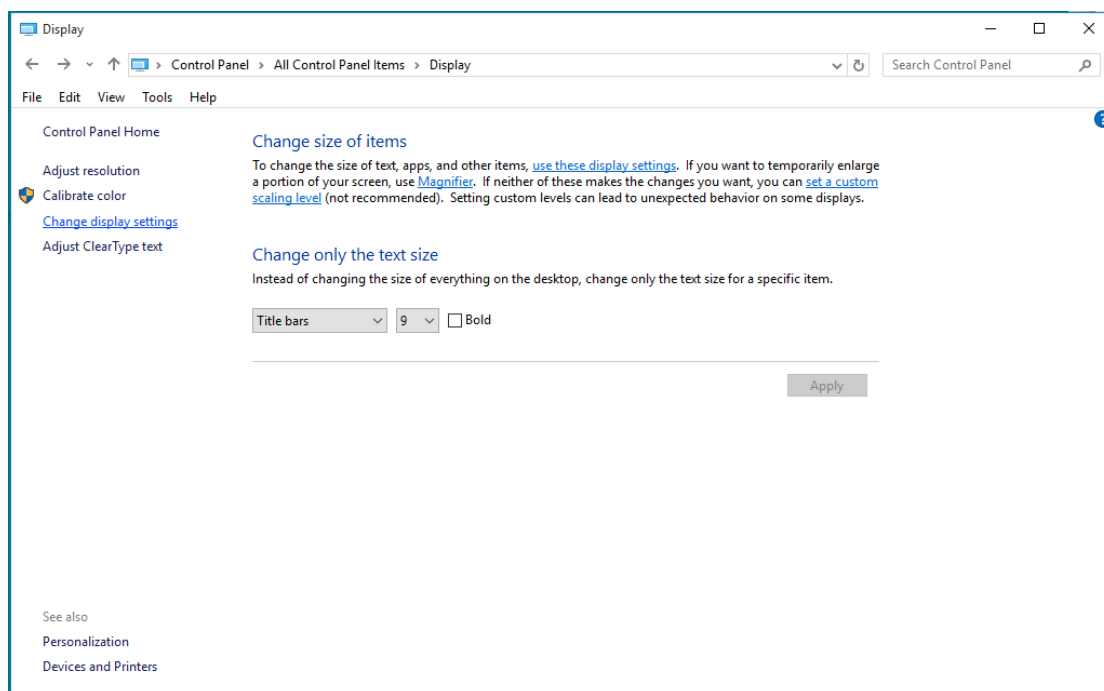 Display
Control Panel > All Control Panel Items > Display
Search Control Panel
File Edit View Tools Help
Control Panel Home
Adjust resolution
Calibrate color
Change display settings
Adjust ClearType text
Change size of items
To change the size of text, apps, and other items, use these display settings. If you want to temporarily enlarge
a portion of your screen, use Magnifier. If neither of these makes the changes you want, you can set a custom
scaling level (not recommended). Setting custom levels can lead to unexpected behavior on some displays.
Change only the text size
Instead of changing the size of everything on the desktop, change only the text size for a specific item.
Title bars 9 Bold
Apply
See also
Personalization
Devices and Printers